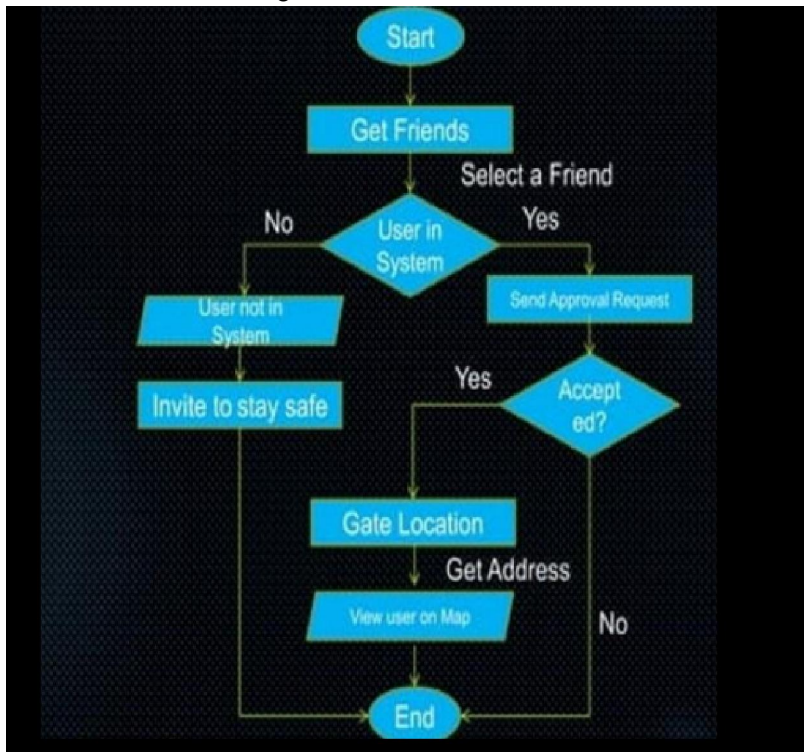 Start
Get Friends
Select a Friend
No
Yes
User in
System
User not in
System
Send Approval Request
Invite to stay safe
Yes
Accept
ed?
Gate Location
Get Address
View user on Map
No
End